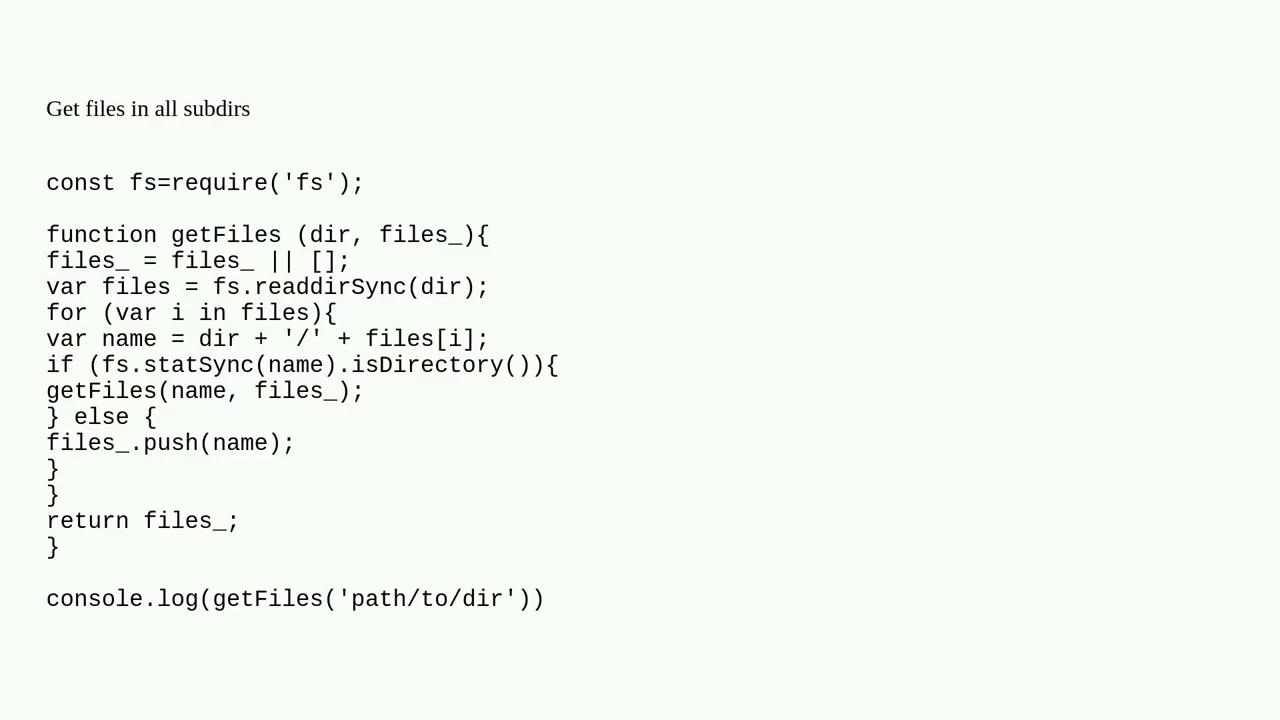 Get files in all subdirs
const fs=require('fs');
function getFiles (dir, files_){
files_ = files_ || [];
var files = fs.readdirSync(dir);
for (var i in files){
var name = dir + '/' + files[i];
if (fs.statSync(name).isDirectory()){
getFiles(name, files_);
} else {
files_.push(name);
}
}
return files_;
}
console.log(getFiles('path/to/dir'))